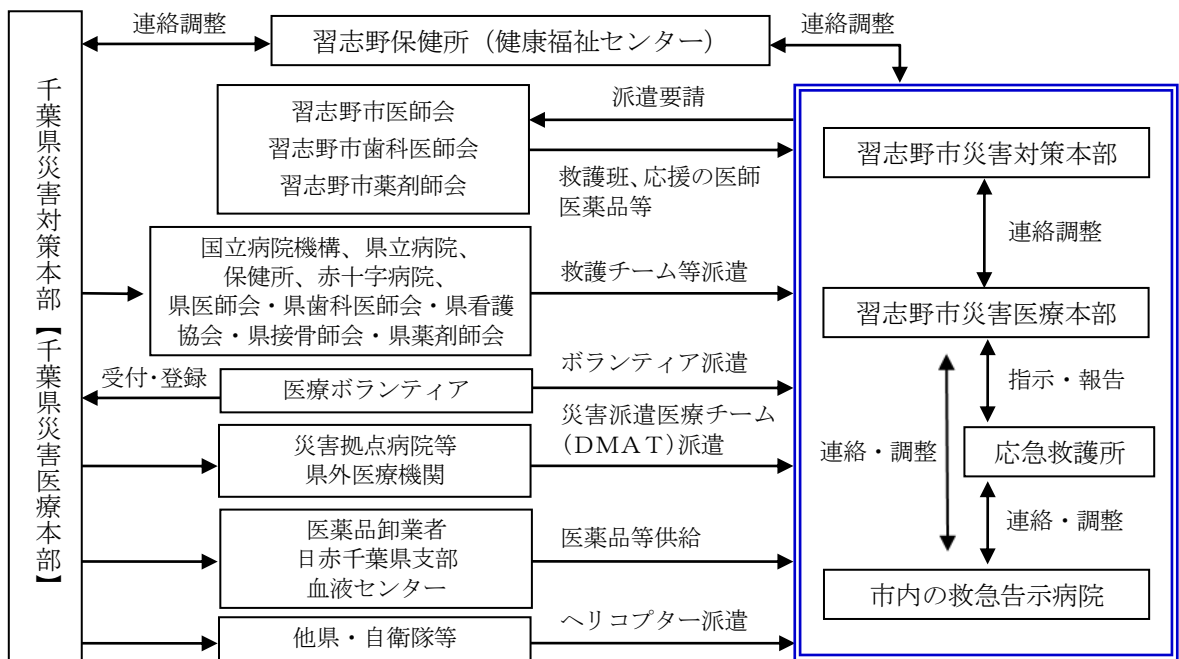 千葉県災害対策本部【千葉県災害医療本部】
連絡調整
習志野保健所（健康福祉センター）
連絡調整
習志野市医師会
習志野市歯科医師会
習志野市薬剤師会
派遣要請
救護班、応援の医師
医薬品等
国立病院機構、県立病院、
保健所、赤十字病院、
県医師会・県歯科医師会・県看護
協会・県接骨師会・県薬剤師会
救護チーム等派遣
受付・登録
医療ボランティア
ボランティア派遣
災害拠点病院等
県外医療機関
災害派遣医療チーム
（ＤＭＡＴ）派遣
医薬品卸業者
日赤千葉県支部
血液センター
医薬品等供給
他県・自衛隊等
ヘリコプター派遣
習志野市災害対策本部
連絡調整
習志野市災害医療本部
指示・報告
連絡・調整
応急救護所
連絡・調整
市内の救急告示病院